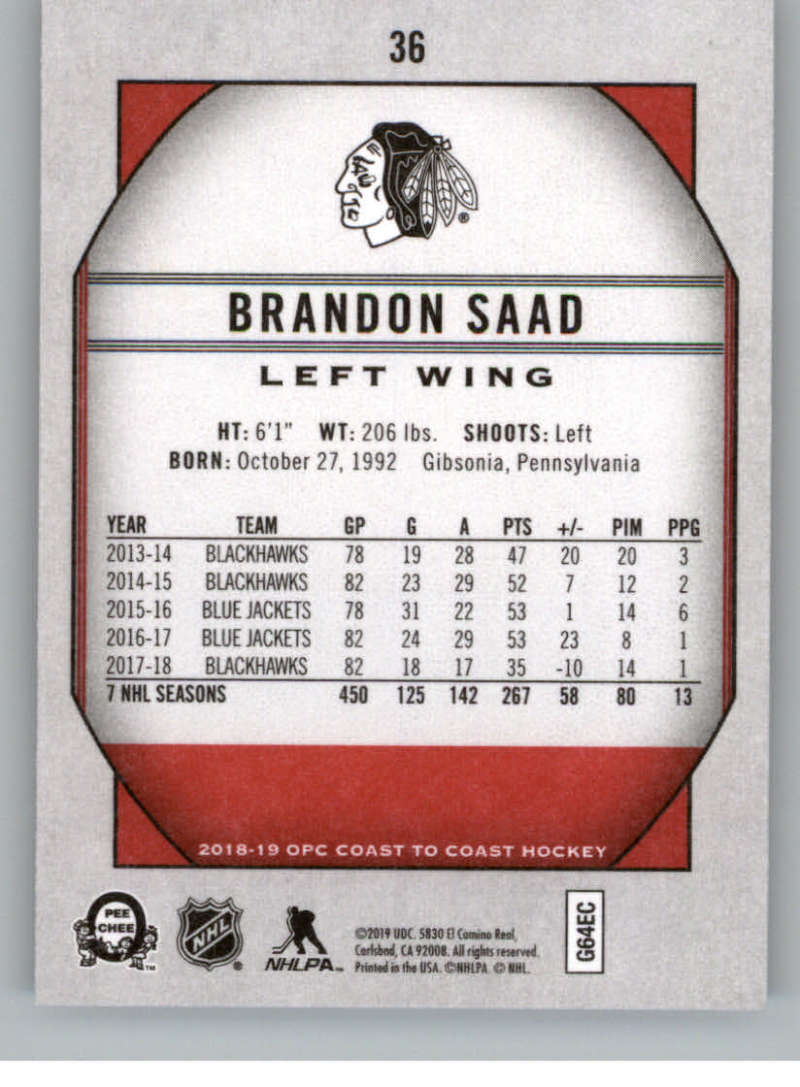 36
®
BRANDON SAAD
LEFT WING
HT: 6'1" WT: 206 lbs. SHOOTS: Left
BORN: October 27, 1992 Gibsonia, Pennsylvania
YEAR TEAM GP G A PTS +/- PIM PPG
2013-14 BLACKHAWKS 78 19 28 47 20 20 3
2014-15 BLACKHAWKS 82 23 29 52 7 12 2
2015-16 BLUE JACKETS 78 31 22 53 1 14 6
2016-17 BLUE JACKETS 82 24 29 53 23 8 1
2017-18 BLACKHAWKS 82 18 17 35 -10 14 1
7 NHL SEASONS 450 125 142 267 58 80 13
2018-19 OPC COAST TO COAST HOCKEY
O PEE CHEE ™
NHL ®
NHLPA™
©2019 UDC. 5830 El Camino Real,
Carlsbad, CA 92008. All rights reserved.
Printed in the USA. ©NHLPA. © NHL.
G64EC